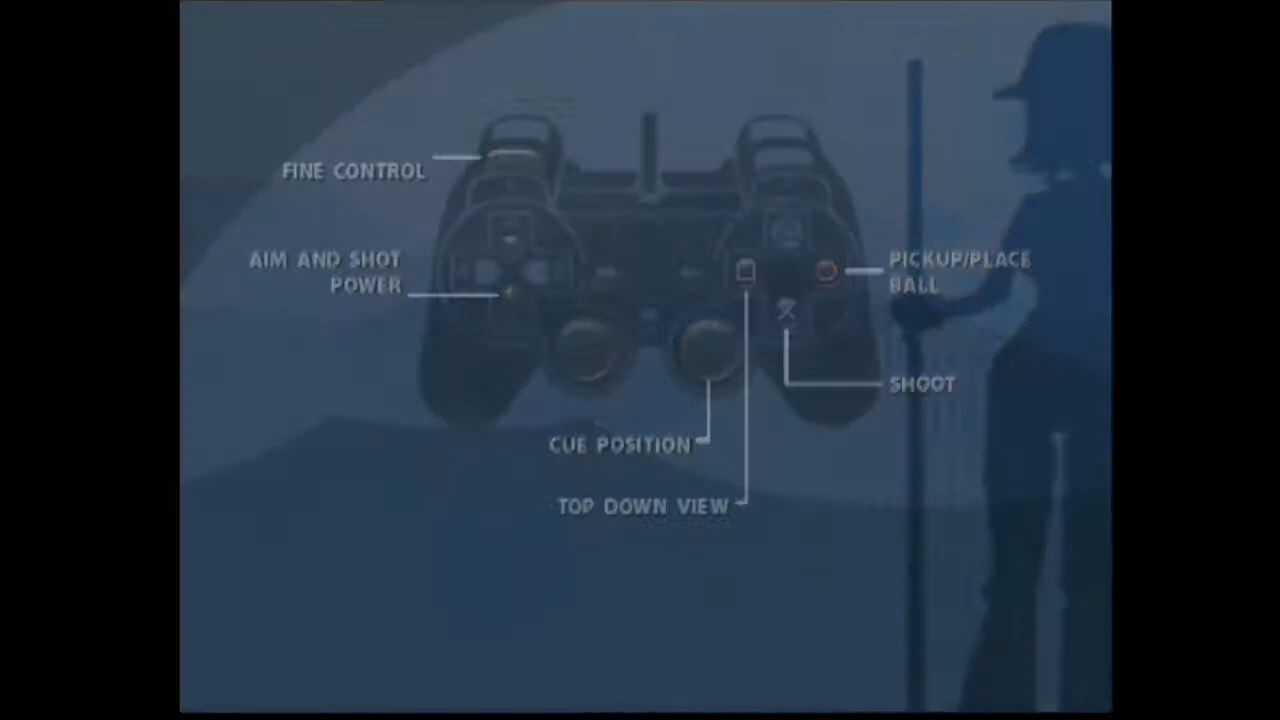 FINE CONTROL
AIM AND SHOT
POWER
PICKUP/PLACE
BALL
SHOOT
CUE POSITION
TOP DOWN VIEW